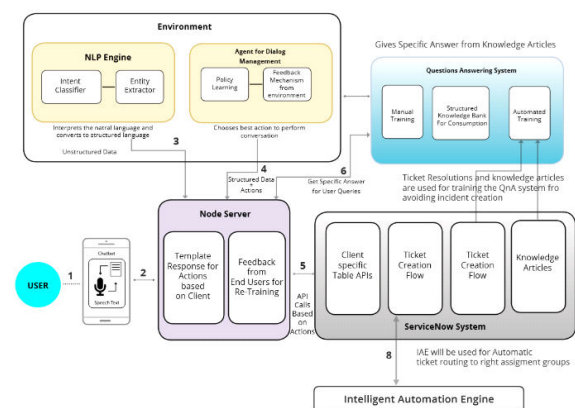 Environment
NLP Engine
Intent
Classifier
Entity
Extractor
Agent for Dialog
Management
Policy
Learning
Feedback
Mechanism
from
environment
Interprets the natral language and
converts to structured language
Chooses best action to perform
conversation
Gives Specific Answer from Knowledge Articles
Questions Answering System
Manual
Training
Structured
Knowledge Bank
For Consumption
Automated
Training
3
Unstructured Data
4
Structured Data
+
Actions
6
Get Specific Answer
for User Queries
Ticket Resolutions and knowledge articles
are used for training the QnA system fro
avoiding incident creation
USER
1
Chatbot
Speech Text
2
Node Server
Template
Response for
Actions
based
on Client
Feedback
from
End Users for
Re-Training
5
API
Calls
Based
on
Actions
Client
specific
Table APIs
Ticket
Creation
Flow
Ticket
Creation
Flow
Knowledge
Articles
ServiceNow System
8
IAE will be used for Automatic
ticket routing to right assigment groups
Intelligent Automation Engine